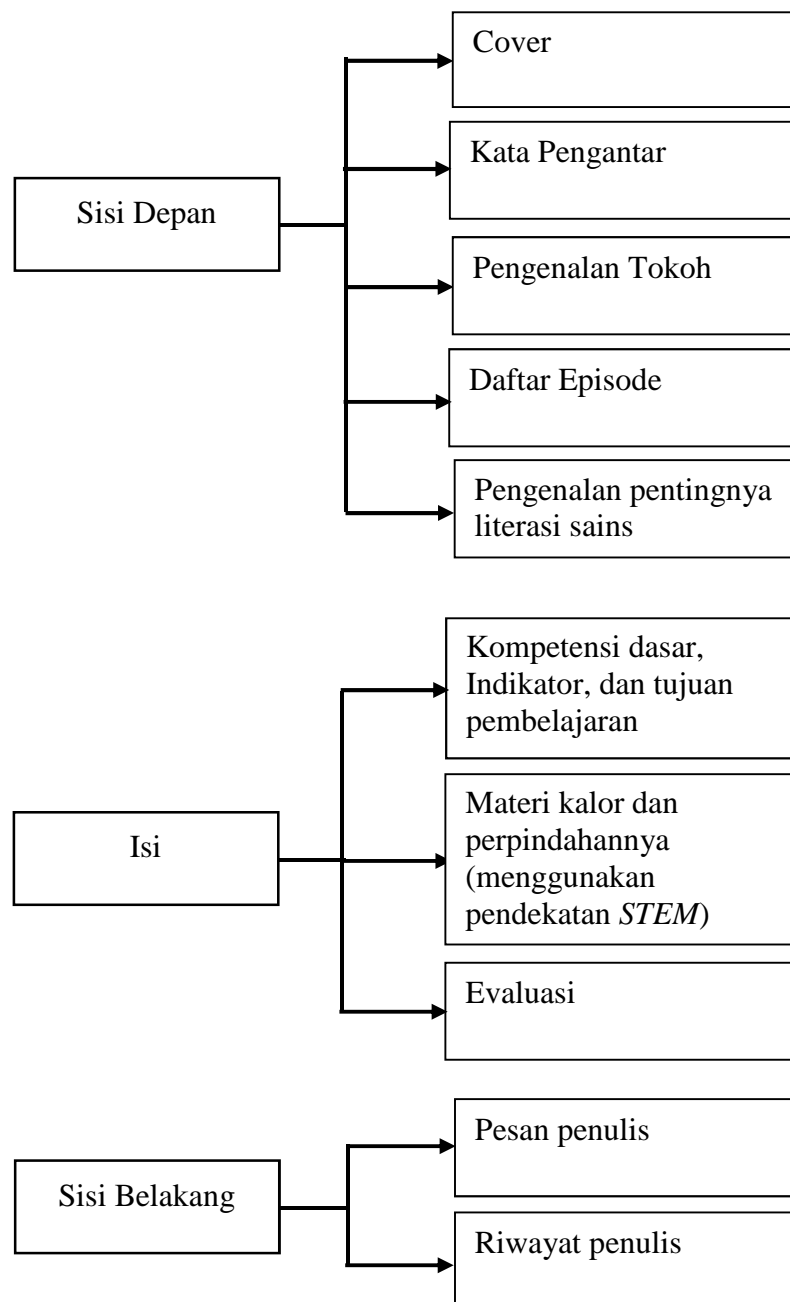 Cover
Kata Pengantar
Sisi Depan
Pengenalan Tokoh
Daftar Episode
Pengenalan pentingnya
literasi sains
Kompetensi dasar,
Indikator, dan tujuan
pembelajaran
Isi
Materi kalor dan
perpindahannya
(menggunakan
pendekatan STEM)
Evaluasi
Pesan penulis
Sisi Belakang
Riwayat penulis